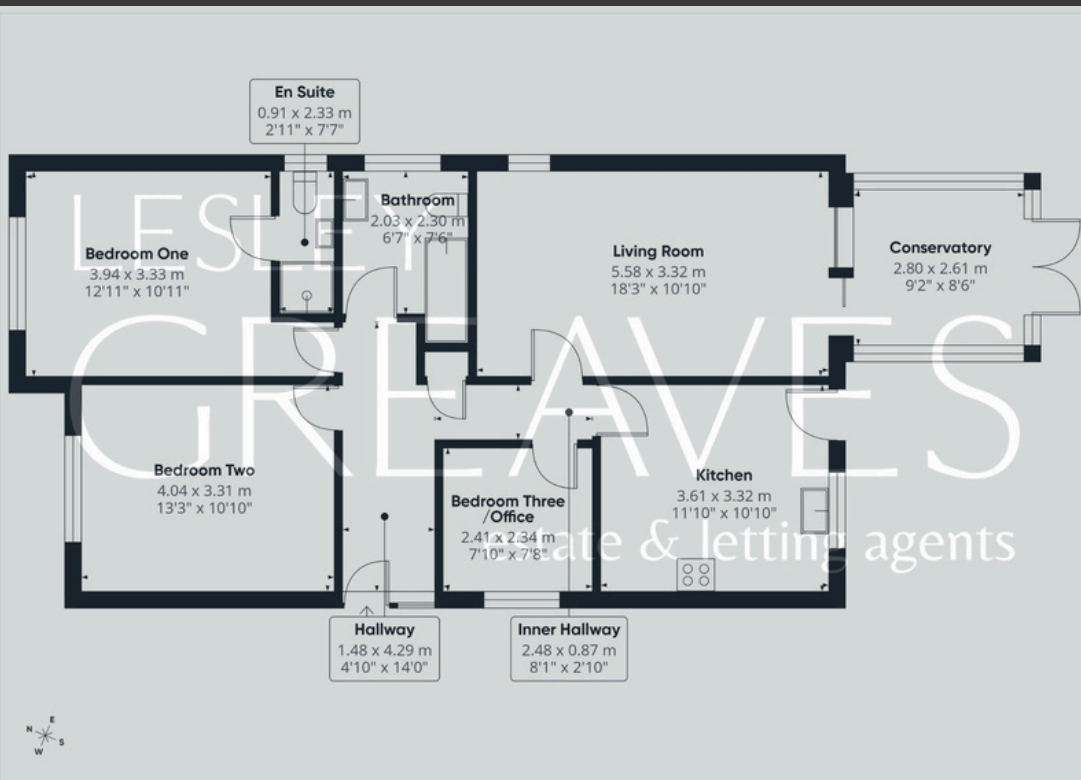 En Suite
0.91 x 2.33 m
2'11" x 7'7"
Bathroom
2.03 x 2.30 m
6'7" x 7'6"
Bedroom One
3.94 x 3.33 m
12'11" x 10'11"
Living Room
5.58 x 3.32 m
18'3" x 10'10"
Conservatory
2.80 x 2.61 m
9'2" x 8'6"
LESLEY
GREAVES
estate & letting agents
Bedroom Two
4.04 x 3.31 m
13'3" x 10'10"
Bedroom Three
/Office
2.41 x 2.34 m
7'10" x 7'8"
Kitchen
3.61 x 3.32 m
11'10" x 10'10"
Hallway
1.48 x 4.29 m
4'10" x 14'0"
Inner Hallway
2.48 x 0.87 m
8'1" x 2'10"
E
N
S
W